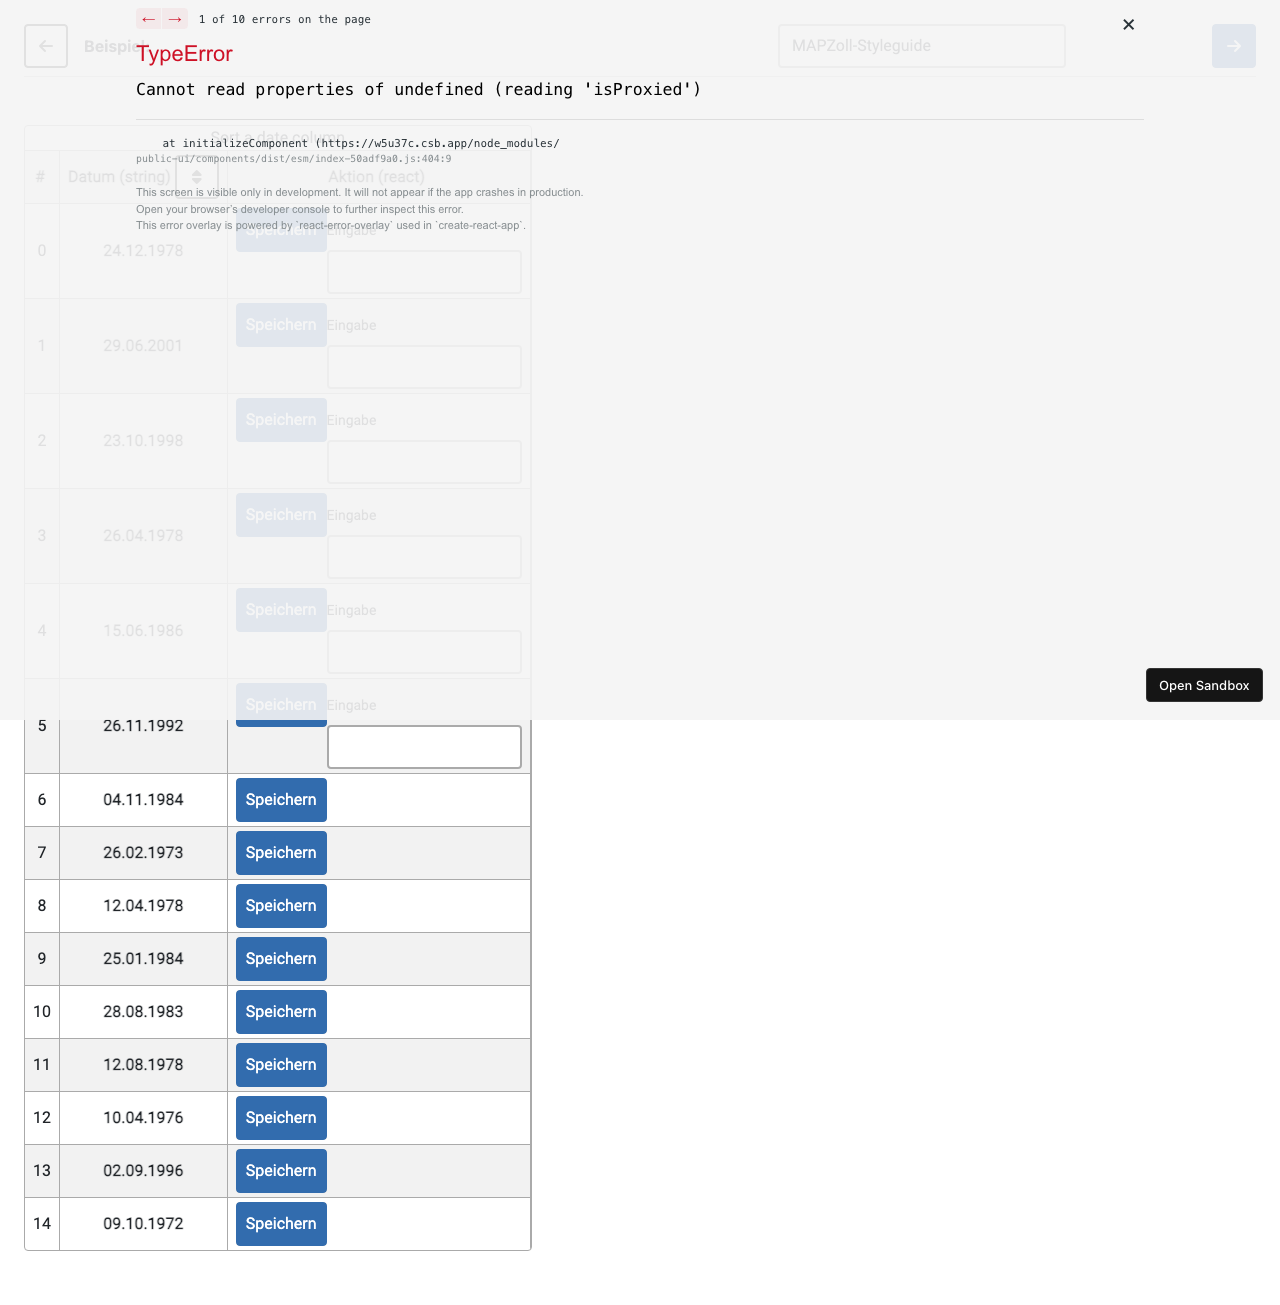 ← → 1 of 10 errors on the page
×
← Beispiel MAPZoll-Styleguide →
TypeError
Cannot read properties of undefined (reading 'isProxied')
Sort a date column
at initializeComponent (https://w5u37c.csb.app/node_modules/
public-ui/components/dist/esm/index-50adf9a0.js:404:9
# Datum (string) Aktion (react)
This screen is visible only in development. It will not appear if the app crashes in production.
Open your browser’s developer console to further inspect this error.
This error overlay is powered by `react-error-overlay` used in `create-react-app`.
0 24.12.1978 Speichern Eingabe
1 29.06.2001 Speichern Eingabe
2 23.10.1998 Speichern Eingabe
3 26.04.1978 Speichern Eingabe
4 15.06.1986 Speichern Eingabe
Open Sandbox
5 26.11.1992 Speichern Eingabe
6 04.11.1984 Speichern
7 26.02.1973 Speichern
8 12.04.1978 Speichern
9 25.01.1984 Speichern
10 28.08.1983 Speichern
11 12.08.1978 Speichern
12 10.04.1976 Speichern
13 02.09.1996 Speichern
14 09.10.1972 Speichern